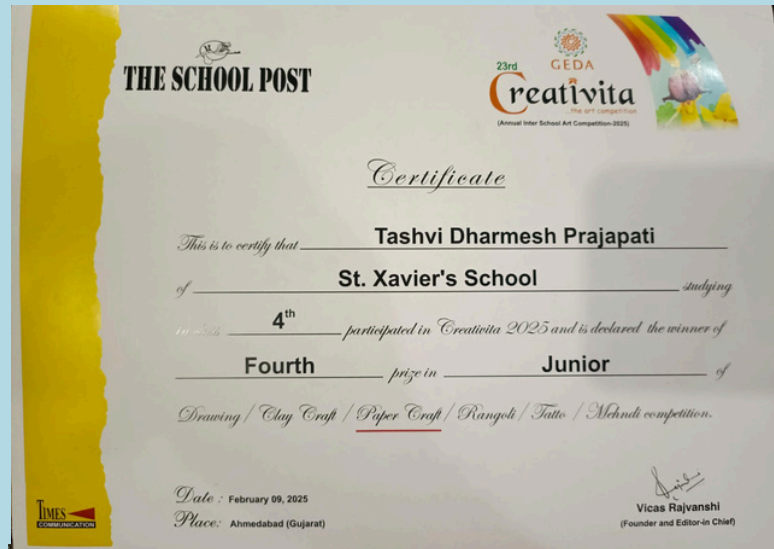 THE SCHOOL POST
GEDA
23rd
Creativita
...the art competition
(Annual Inter School Art Competition-2025)
Certificate
This is to certify that Tashvi Dharmesh Prajapati
of St. Xavier's School studying
4th participated in Creativita 2025 and is declared the winner of
Fourth prize in Junior of
Drawing / Clay Craft / Paper Craft / Rangoli / Tatto / Mehndi competition.
Date : February 09, 2025
Place: Ahmedabad (Gujarat)
Vicas Rajvanshi
(Founder and Editor-in Chief)
TIMES
COMMUNICATION